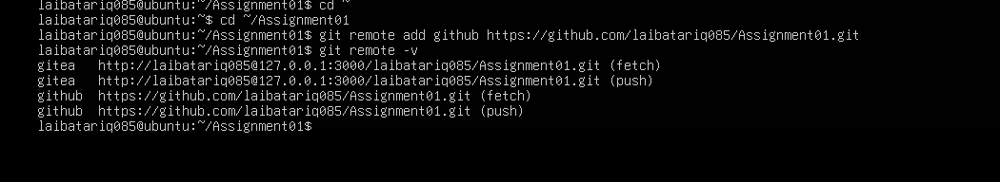 laibatariq085@ubuntu:~/Assignment01$ cd ~
laibatariq085@ubuntu:~$ cd ~/Assignment01
laibatariq085@ubuntu:~/Assignment01$ git remote add github https://github.com/laibatariq085/Assignment01.git
laibatariq085@ubuntu:~/Assignment01$ git remote -v
gitea   http://laibatariq085@127.0.0.1:3000/laibatariq085/Assignment01.git (fetch)
gitea   http://laibatariq085@127.0.0.1:3000/laibatariq085/Assignment01.git (push)
github  https://github.com/laibatariq085/Assignment01.git (fetch)
github  https://github.com/laibatariq085/Assignment01.git (push)
laibatariq085@ubuntu:~/Assignment01$